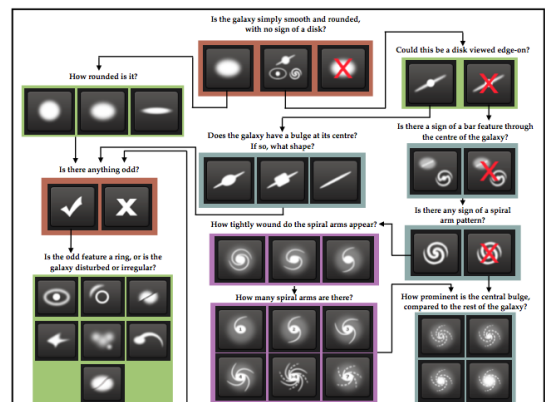 Is the galaxy simply smooth and rounded,
with no sign of a disk?
Could this be a disk viewed edge-on?
How rounded is it?
Does the galaxy have a bulge at its centre?
If so, what shape?
Is there a sign of a bar feature through
the centre of the galaxy?
Is there anything odd?
Is there any sign of a spiral
arm pattern?
How tightly wound do the spiral arms appear?
Is the odd feature a ring, or is the
galaxy disturbed or irregular?
How many spiral arms are there?
How prominent is the central bulge,
compared to the rest of the galaxy?